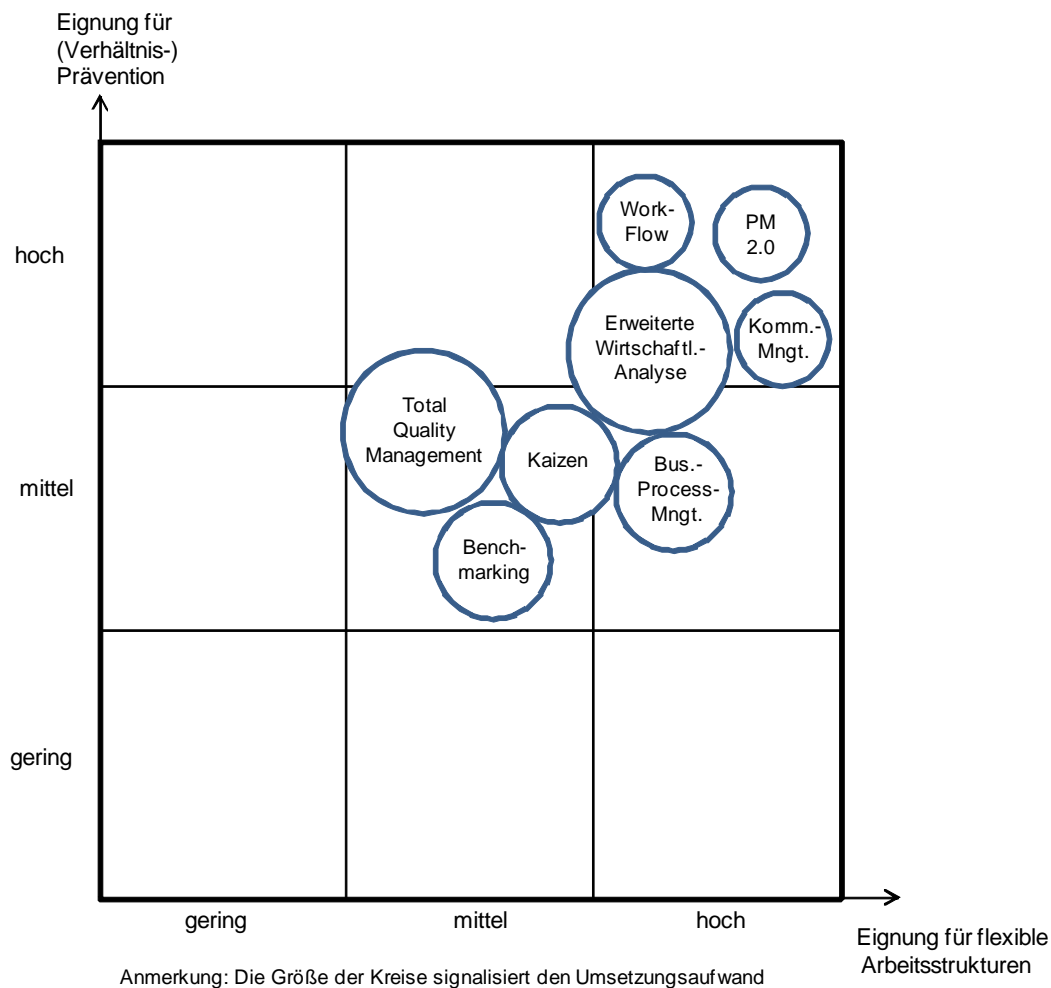 Eignung für
(Verhältnis-)
Prävention
Work-
Flow
PM
2.0
hoch
Erweiterte
Wirtschaftl.-
Analyse
Komm.-
Mngt.
Total
Quality
Management
Kaizen
Bus.-
Process-
Mngt.
mittel
Bench-
marking
gering
gering
mittel
hoch
Eignung für flexible
Arbeitsstrukturen
Anmerkung: Die Größe der Kreise signalisiert den Umsetzungsaufwand